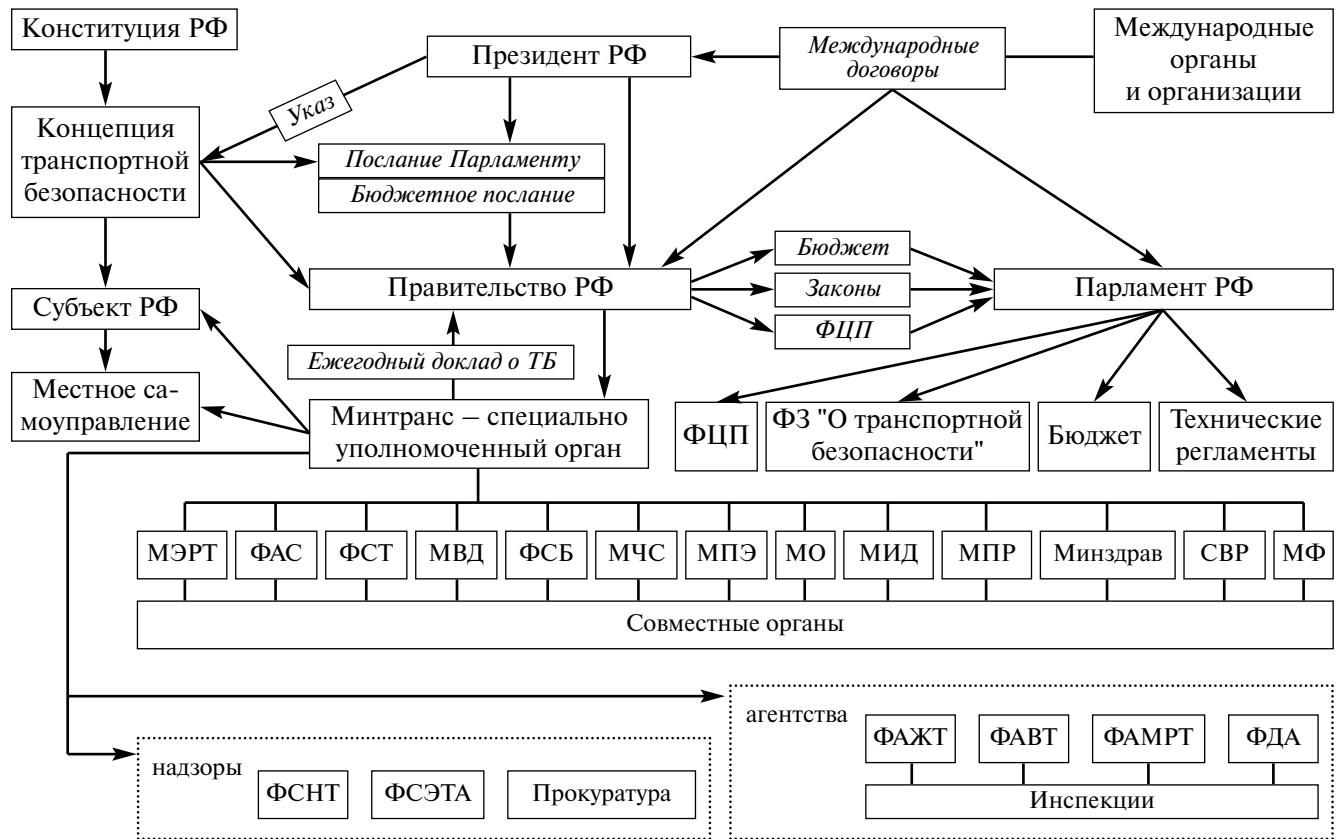 Конституция РФ
Президент РФ
Международные
договоры
Международные
органы
и организации
Указ
Концепция
транспортной
безопасности
Послание Парламенту
Бюджетное послание
Субъект РФ
Правительство РФ
Бюджет
Законы
ФЦП
Парламент РФ
Ежегодный доклад о ТБ
Местное са-
моуправление
Минтранс – специально
уполномоченный орган
ФЦП
ФЗ "О транспортной
безопасности"
Бюджет
Технические
регламенты
МЭРТ
ФАС
ФСТ
МВД
ФСБ
МЧС
МПЭ
МО
МИД
МПР
Минздрав
СВР
МФ
Совместные органы
агентства
ФАЖТ
ФАВТ
ФАМРТ
ФДА
Инспекции
надзоры
ФСНТ
ФСЭТА
Прокуратура